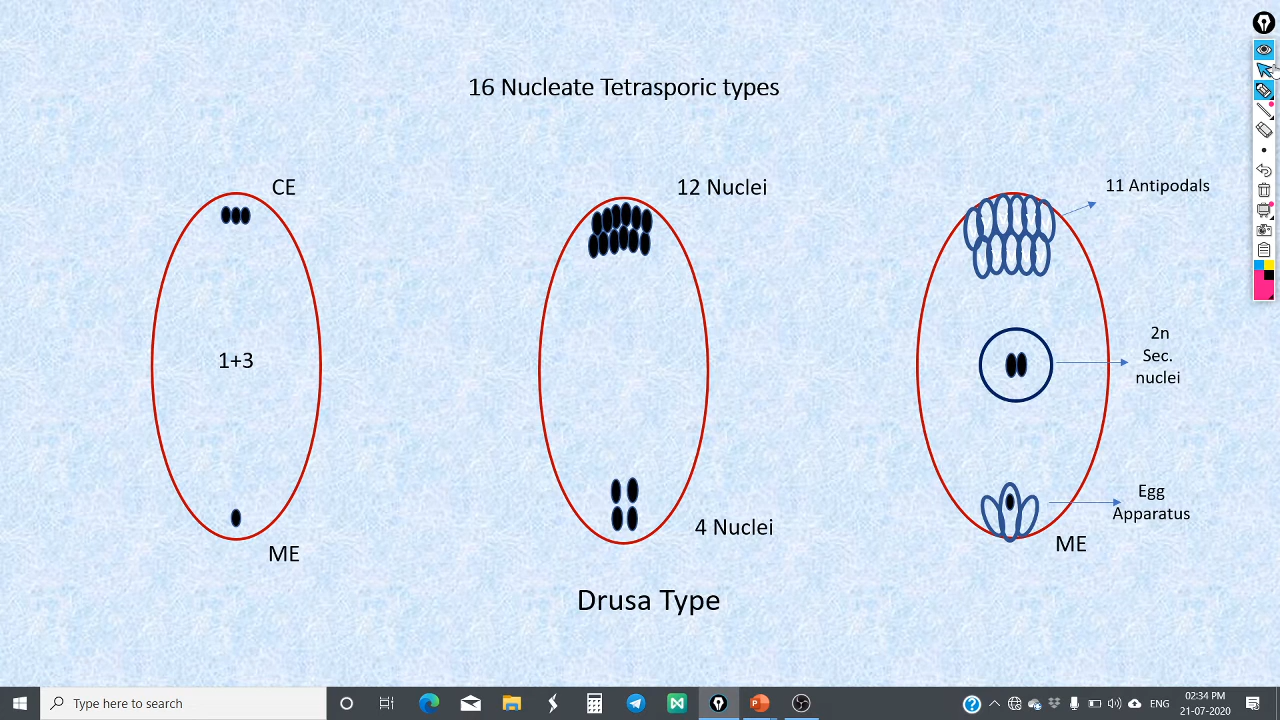 16 Nucleate Tetrasporic types
CE
12 Nuclei
11 Antipodals
1+3
2n
Sec.
nuclei
Egg
Apparatus
4 Nuclei
ME
ME
Drusa Type
Type here to search
ENG
02:34 PM
21-07-2020